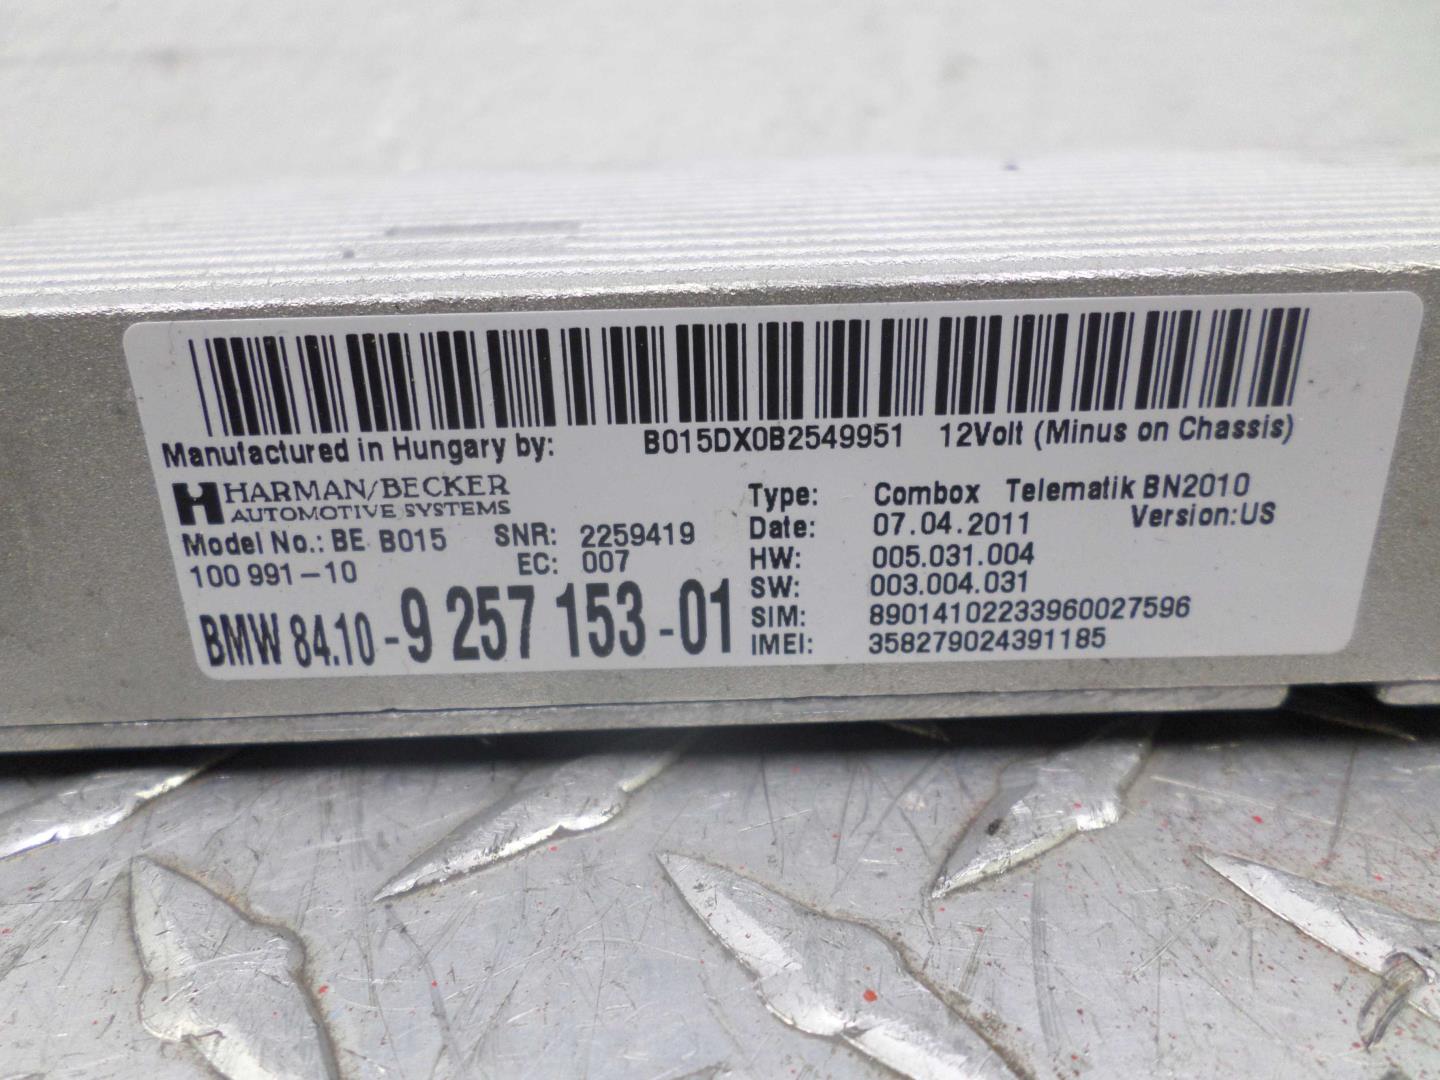 Manufactured in Hungary by: B015DX0B2549951 12Volt (Minus on Chassis)
HARMAN/BECKER
AUTOMOTIVE SYSTEMS
Model No.: BE B015 SNR: 2259419
100 991-10 EC: 007
BMW 84.10-9 257 153-01
Type: Combox Telematik BN2010
Date: 07.04.2011 Version:US
HW: 005.031.004
SW: 003.004.031
SIM: 89014102233960027596
IMEI: 358279024391185